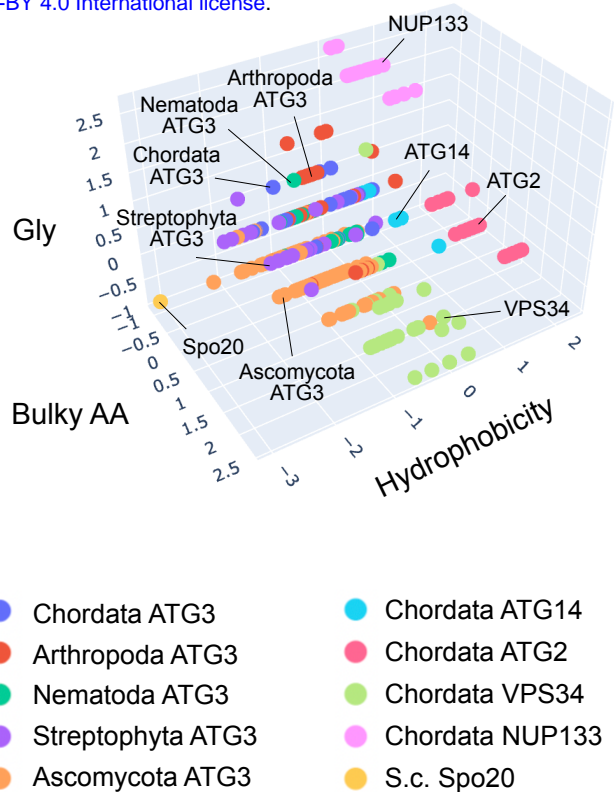 -BY 4.0 International license.
NUP133
Arthropoda
ATG3
Nematoda
ATG3
Chordata
ATG3
ATG14
ATG2
Streptophyta
ATG3
Gly
2.5
2
1.5
1
0.5
0
−0.5
−1
Spo20
Ascomycota
ATG3
VPS34
−1
−0.5
0
0.5
1
1.5
2
2.5
Bulky AA
−3
−2
−1
0
1
2
Hydrophobicity
Chordata ATG3
Arthropoda ATG3
Nematoda ATG3
Streptophyta ATG3
Ascomycota ATG3
Chordata ATG14
Chordata ATG2
Chordata VPS34
Chordata NUP133
S.c. Spo20